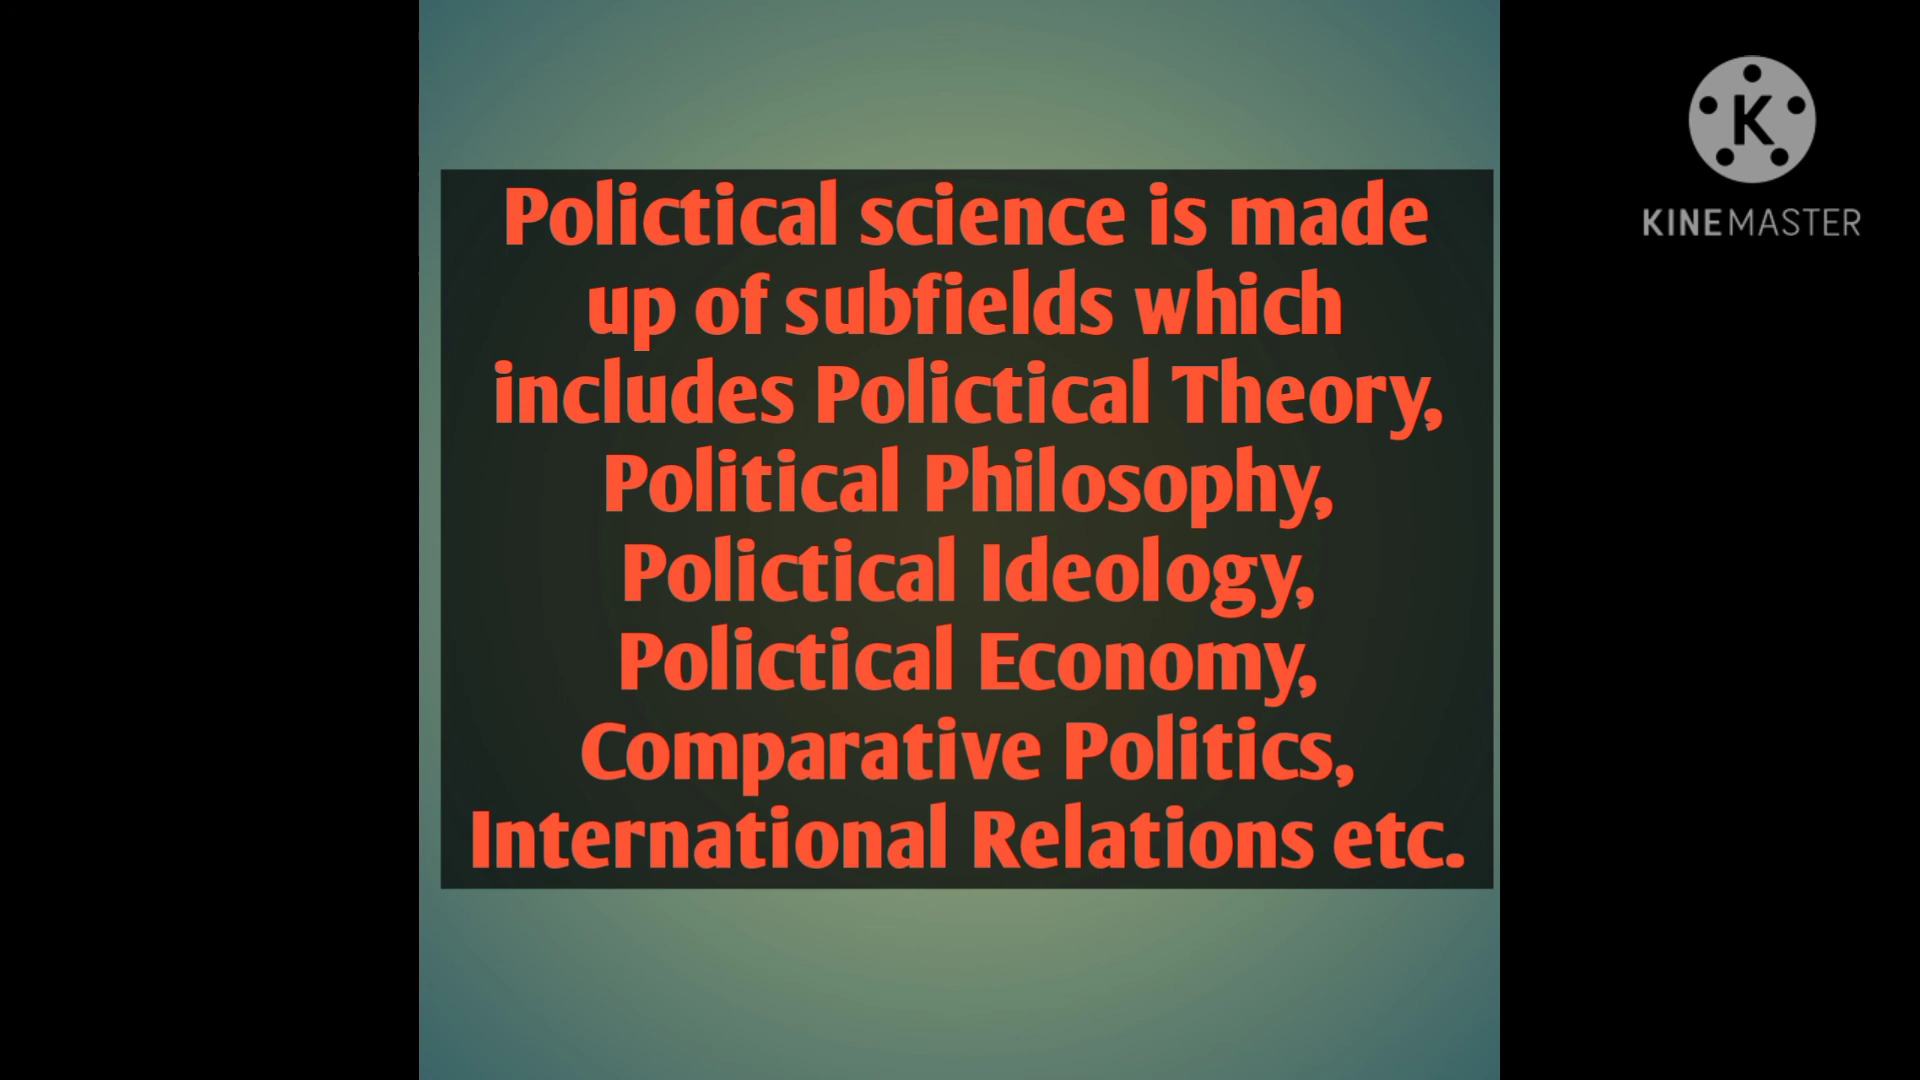 Polictical science is made
up of subfields which
includes Polictical Theory,
Political Philosophy,
Polictical Ideology,
Polictical Economy,
Comparative Politics,
International Relations etc.
K
KINEMASTER